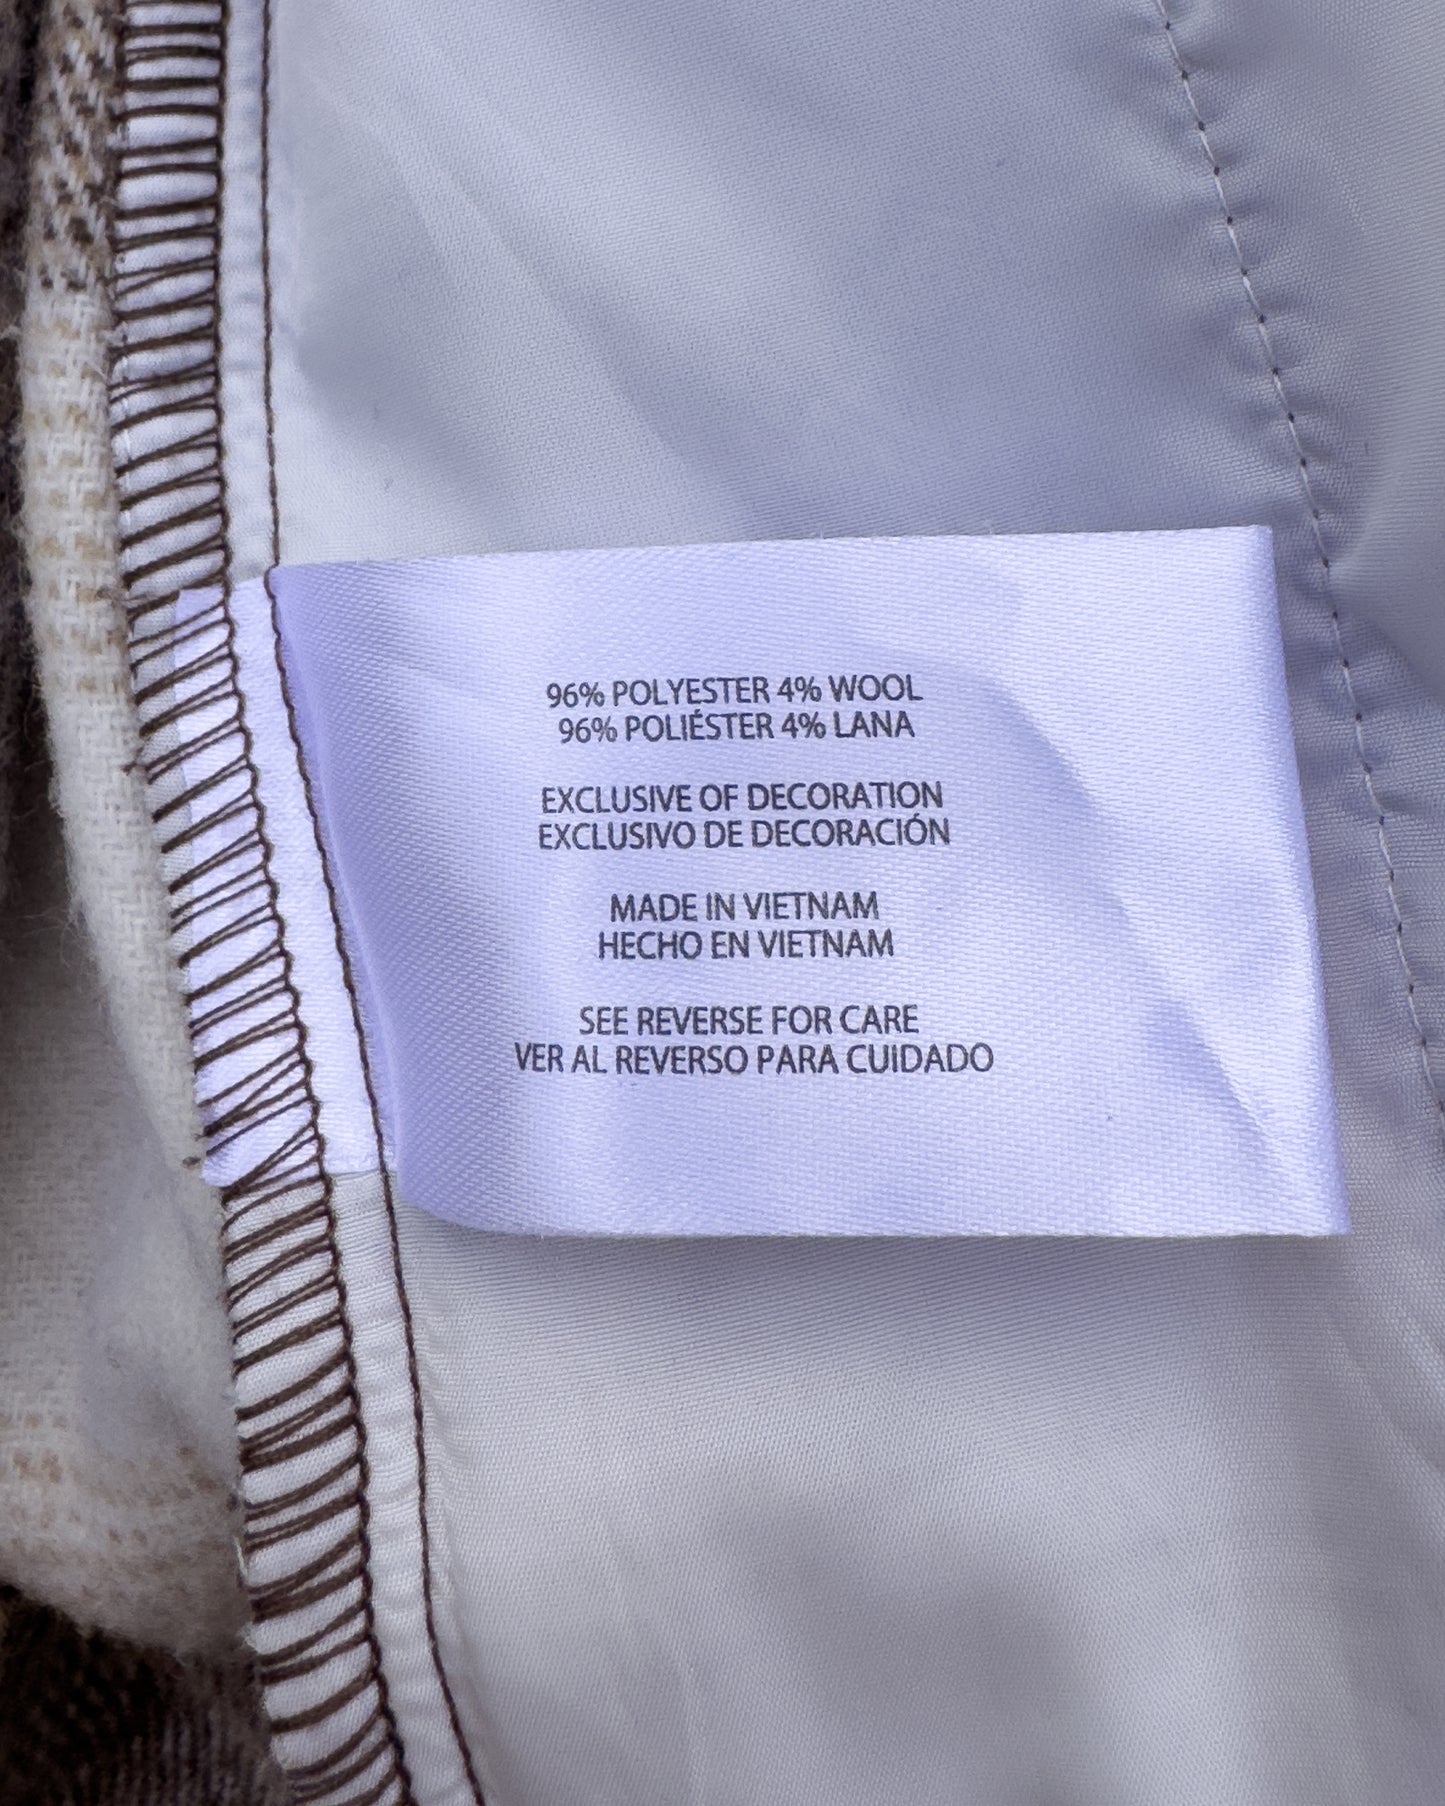 96% POLYESTER 4% WOOL
96% POLIÉSTER 4% LANA
EXCLUSIVE OF DECORATION
EXCLUSIVO DE DECORACIÓN
MADE IN VIETNAM
HECHO EN VIETNAM
SEE REVERSE FOR CARE
VER AL REVERSO PARA CUIDADO